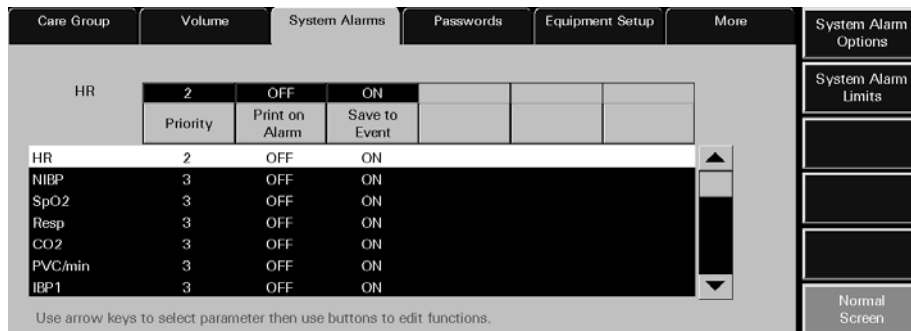 Care Group Volume System Alarms Passwords Equipment Setup More
System Alarm
Options
System Alarm
Limits
HR 2 OFF ON
Priority Print on
Alarm Save to
Event
HR 2 OFF ON
NIBP 3 OFF ON
SpO2 3 OFF ON
Resp 3 OFF ON
CO2 3 OFF ON
PVC/min 3 OFF ON
IBP1 3 OFF ON
Use arrow keys to select parameter then use buttons to edit functions.
Normal
Screen